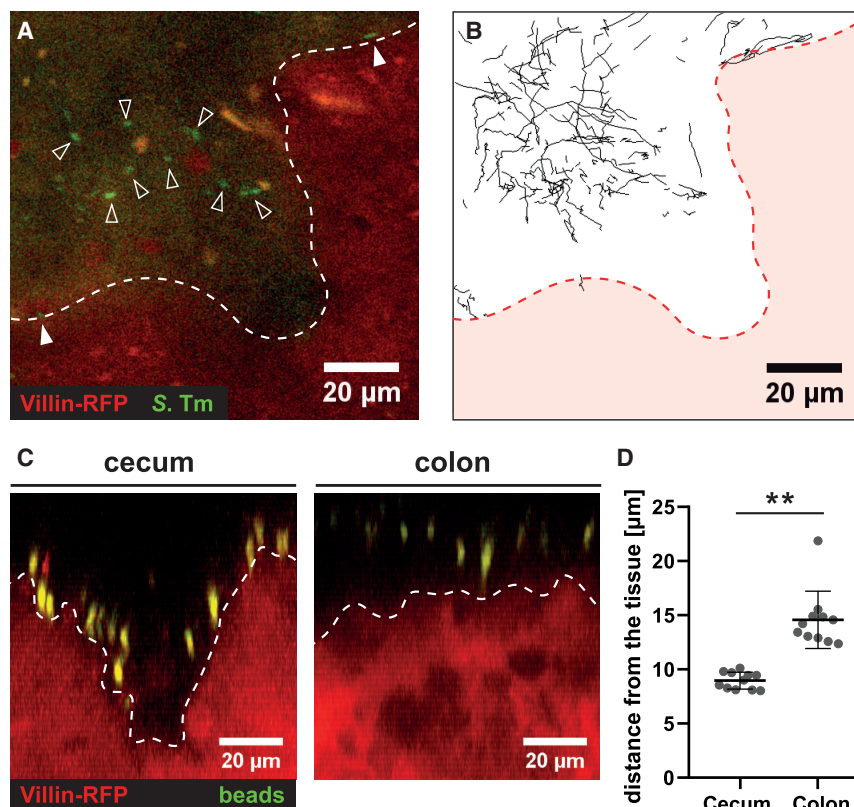 A
B
20 µm
20 µm
Villin-RFP S. Tm
C
cecum
colon
D
distance from the tissue [µm]
25
20
15
10
5
0
**
20 µm
20 µm
Villin-RFP beads
Cecum Colon